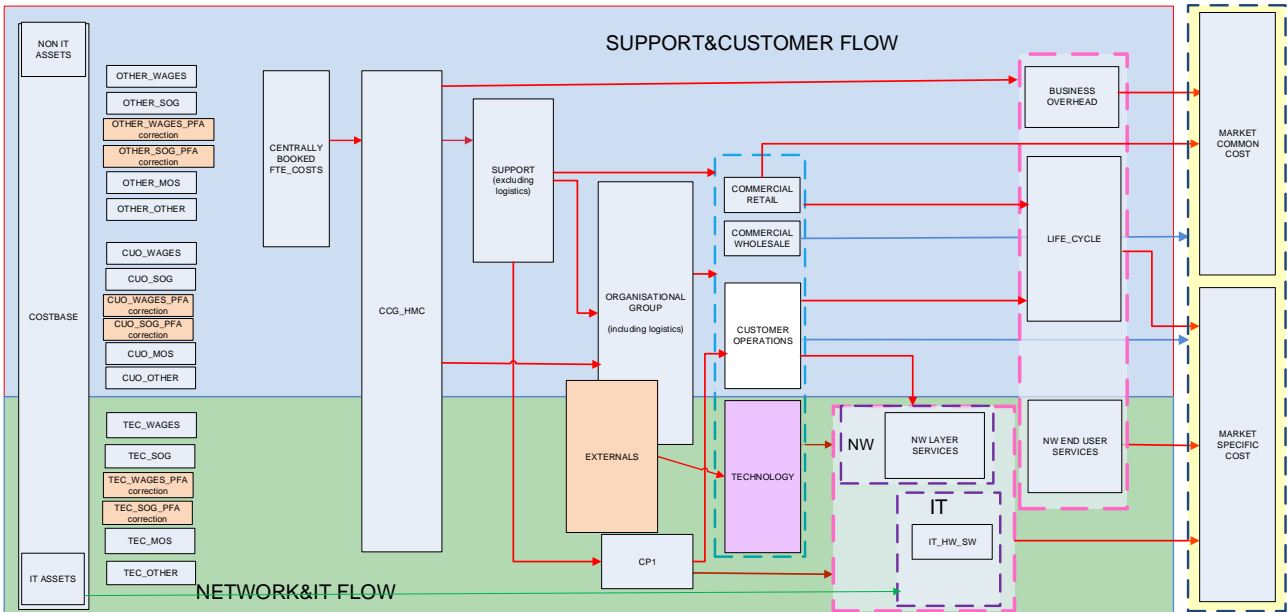 SUPPORT&CUSTOMER FLOW
NON IT
ASSETS
COSTBASE
IT ASSETS
OTHER_WAGES
OTHER_SOG
OTHER_WAGES_PFA
correction
OTHER_SOG_PFA
correction
OTHER_MOS
OTHER_OTHER
CUO_WAGES
CUO_SOG
CUO_WAGES_PFA
correction
CUO_SOG_PFA
correction
CUO_MOS
CUO_OTHER
TEC_WAGES
TEC_SOG
TEC_WAGES_PFA
correction
TEC_SOG_PFA
correction
TEC_MOS
TEC_OTHER
CENTRALLY
BOOKED
FTE_COSTS
CCG_HMC
SUPPORT
(excluding
logistics)
ORGANISATIONAL
GROUP
(including logistics)
EXTERNALS
CP1
COMMERCIAL
RETAIL
COMMERCIAL
WHOLESALE
CUSTOMER
OPERATIONS
TECHNOLOGY
NW
NW LAYER
SERVICES
IT
IT_HW_SW
BUSINESS
OVERHEAD
LIFE_CYCLE
NW END USER
SERVICES
MARKET
COMMON
COST
MARKET
SPECIFIC
COST
NETWORK&IT FLOW